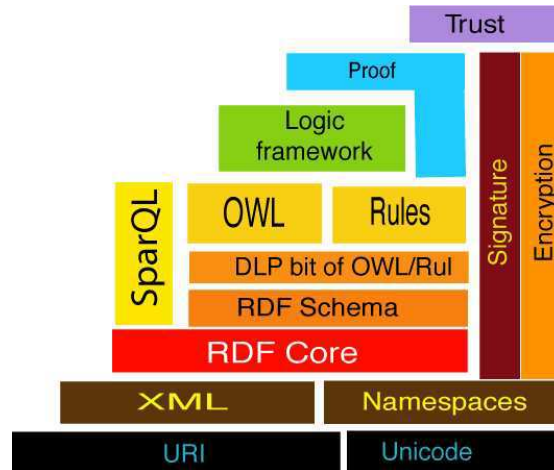 Trust
Proof
Logic
framework
SparQL
OWL
Rules
Signature
Encryption
DLP bit of OWL/Rul
RDF Schema
RDF Core
XML
Namespaces
URI
Unicode